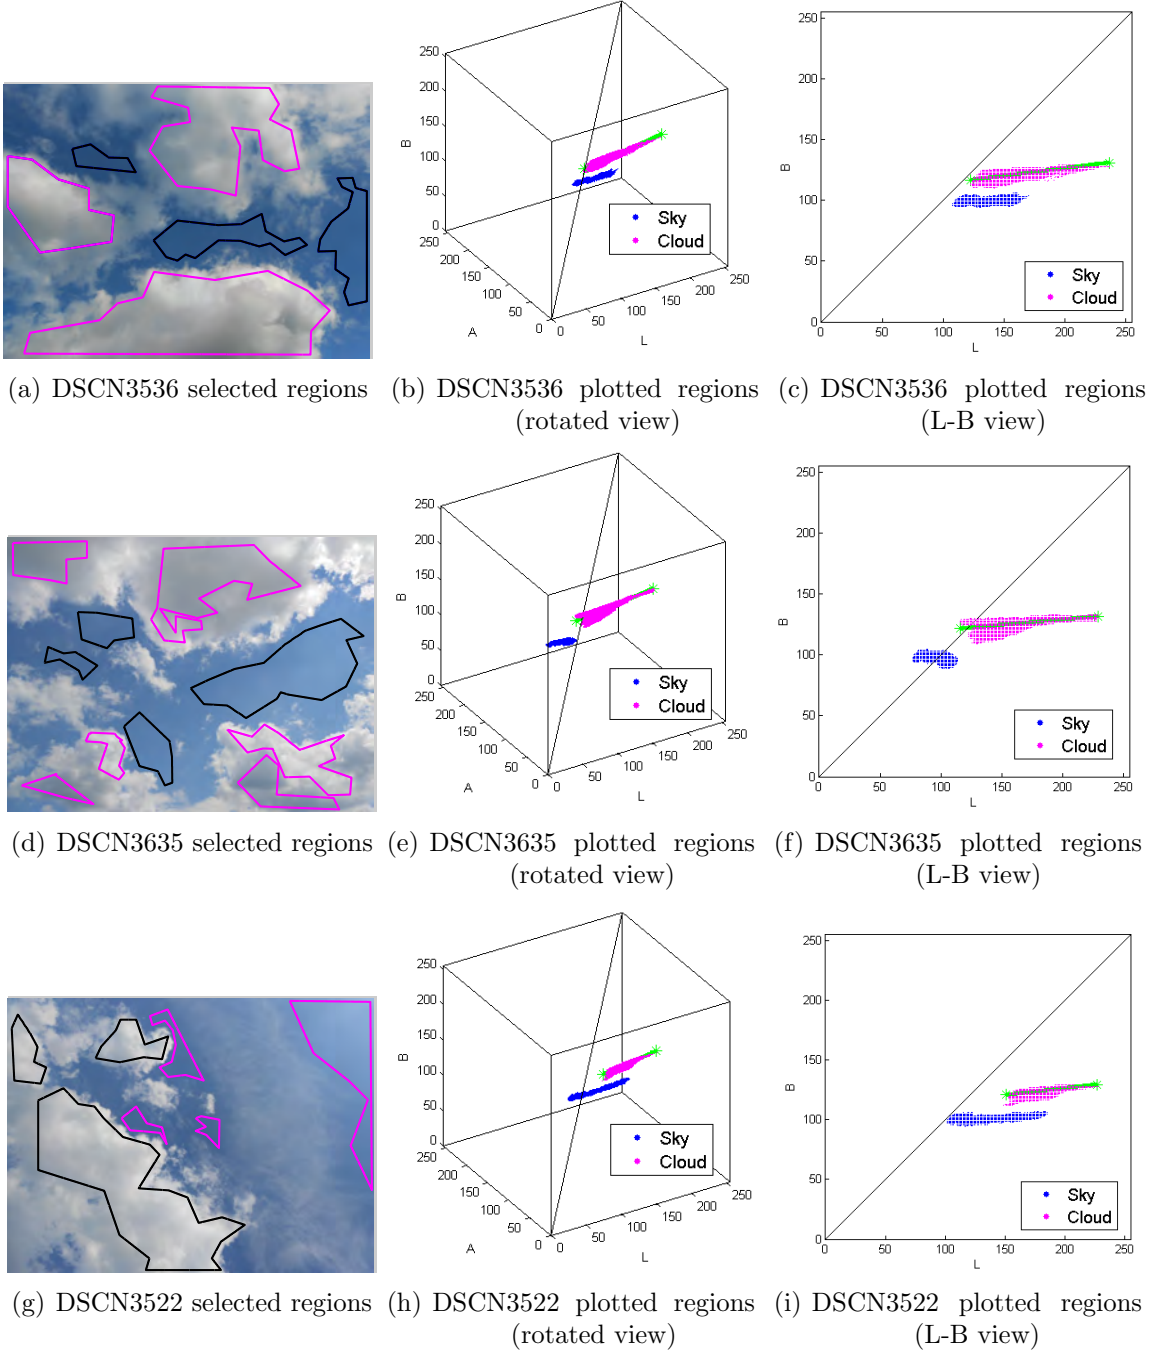 250
200
150
100
50
0
B
250
200
150
100
50
0
A
0
50
100
150
200
250
L
Sky
Cloud
250
200
150
100
50
0
B
0
50
100
150
200
250
L
Sky
Cloud
(a) DSCN3536 selected regions
(b) DSCN3536 plotted regions
(rotated view)
(c) DSCN3536 plotted regions
(L-B view)
250
200
150
100
50
0
B
250
200
150
100
50
0
A
0
50
100
150
200
250
L
Sky
Cloud
250
200
150
100
50
0
B
0
50
100
150
200
250
L
Sky
Cloud
(d) DSCN3635 selected regions
(e) DSCN3635 plotted regions
(rotated view)
(f) DSCN3635 plotted regions
(L-B view)
250
200
150
100
50
0
B
250
200
150
100
50
0
A
0
50
100
150
200
250
L
Sky
Cloud
250
200
150
100
50
0
B
0
50
100
150
200
250
L
Sky
Cloud
(g) DSCN3522 selected regions
(h) DSCN3522 plotted regions
(rotated view)
(i) DSCN3522 plotted regions
(L-B view)